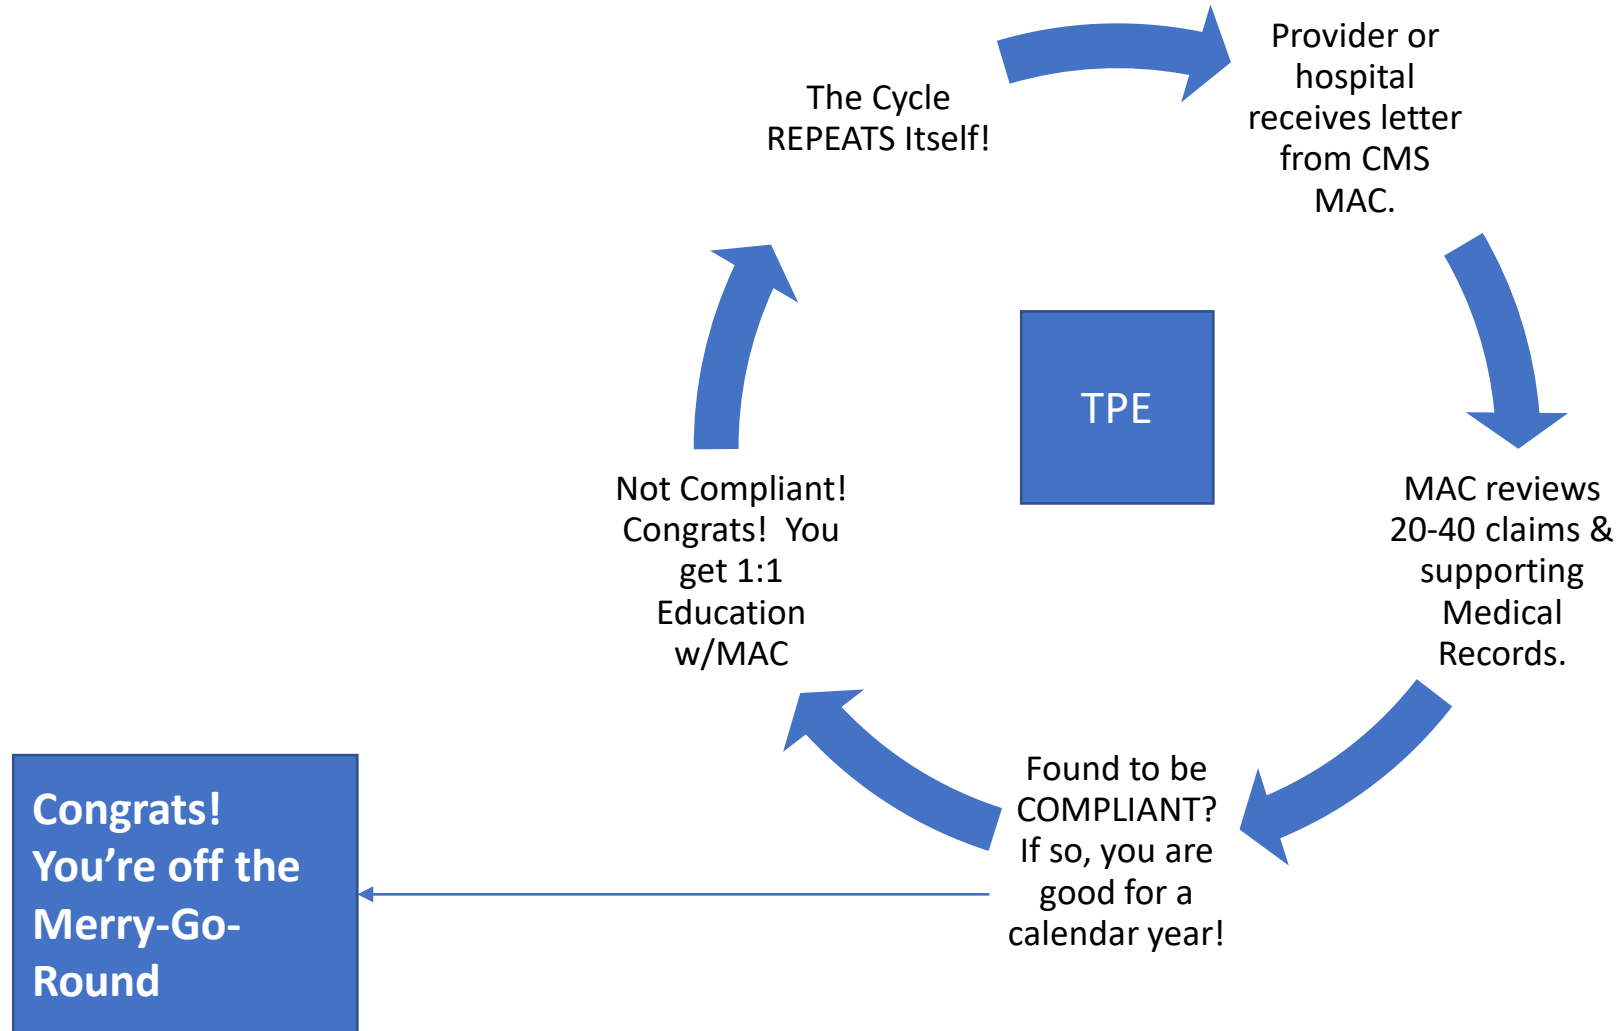 The Cycle
REPEATS Itself!
Provider or
hospital
receives letter
from CMS
MAC.
TPE
MAC reviews
20-40 claims &
supporting
Medical
Records.
Not Compliant!
Congrats!  You
get 1:1
Education
w/MAC
Found to be
COMPLIANT?
If so, you are
good for a
calendar year!
Congrats!
You’re off the
Merry-Go-
Round